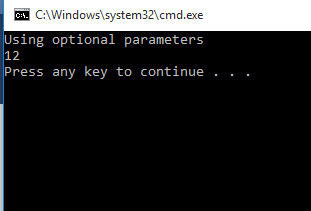 C:\Windows\system32\cmd.exe
Using optional parameters
12
Press any key to continue . . .